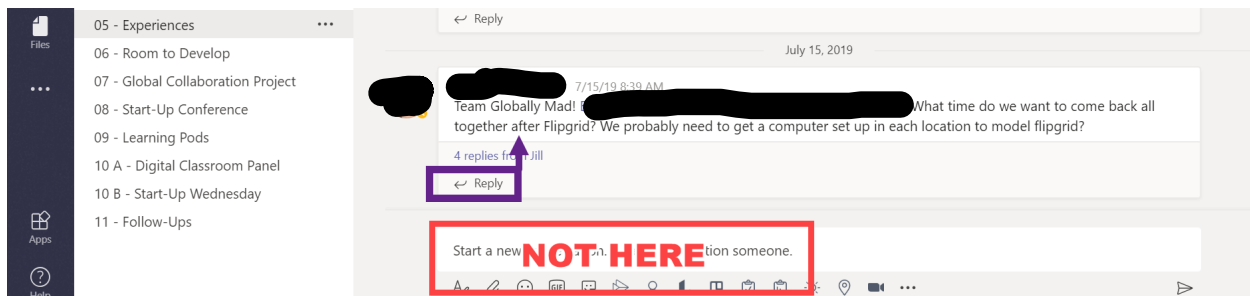 Files
05 - Experiences
06 - Room to Develop
07 - Global Collaboration Project
08 - Start-Up Conference
09 - Learning Pods
10 A - Digital Classroom Panel
10 B - Start-Up Wednesday
11 - Follow-Ups
Apps
Help
Reply
July 15, 2019
7/15/19 8:39 AM
Team Globally Mad! What time do we want to come back all
together after Flipgrid? We probably need to get a computer set up in each location to model flipgrid?
4 replies from Jill
Reply
Start a new tion someone.
NOT HERE
GIF